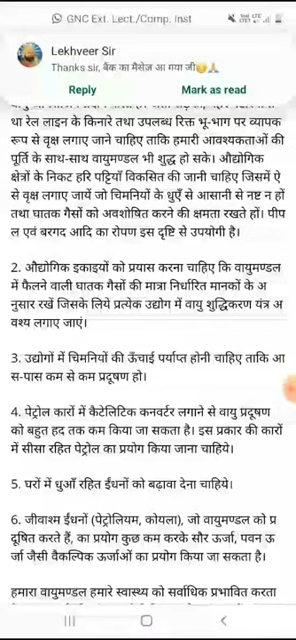 GNC Ext. Lect./Comp. Inst
Lekhveer Sir
Thanks sir, बैंक का मैसेज आ गया जी😊🙏
Reply Mark as read
था रेल लाइन के किनारे तथा उपलब्ध रिक्त भू-भाग पर व्यापक
रूप से वृक्ष लगाए जाने चाहिए ताकि हमारी आवश्यकताओं की
पूर्ति के साथ-साथ वायुमण्डल भी शुद्ध हो सके। औद्योगिक
क्षेत्रों के निकट हरि पट्टियाँ विकसित की जानी चाहिए जिसमें ऐ
से वृक्ष लगाए जायें जो चिमनियों के धुएँ से आसानी से नष्ट न हों
तथा घातक गैसों को अवशोषित करने की क्षमता रखते हों। पीप
ल एवं बरगद आदि का रोपण इस दृष्टि से उपयोगी है।
2. औद्योगिक इकाइयों को प्रयास करना चाहिए कि वायुमण्डल
में फैलने वाली घातक गैसों की मात्रा निर्धारित मानकों के अ
नुसार रखें जिसके लिये प्रत्येक उद्योग में वायु शुद्धिकरण यंत्र अ
वश्य लगाए जाएं।
3. उद्योगों में चिमनियों की ऊँचाई पर्याप्त होनी चाहिए ताकि आ
स-पास कम से कम प्रदूषण हो।
4. पेट्रोल कारों में कैटेलिटिक कनवर्टर लगाने से वायु प्रदूषण
को बहुत हद तक कम किया जा सकता है। इस प्रकार की कारों
में सीसा रहित पेट्रोल का प्रयोग किया जाना चाहिये।
5. घरों में धुआँ रहित ईंधनों को बढ़ावा देना चाहिये।
6. जीवाश्म ईंधनों (पेट्रोलियम, कोयला), जो वायुमण्डल को प्र
दूषित करते हैं, का प्रयोग कुछ कम करके सौर ऊर्जा, पवन ऊ
र्जा जैसी वैकल्पिक ऊर्जाओं का प्रयोग किया जा सकता है।
हमारा वायुमण्डल हमारे स्वास्थ्य को सर्वाधिक प्रभावित करता